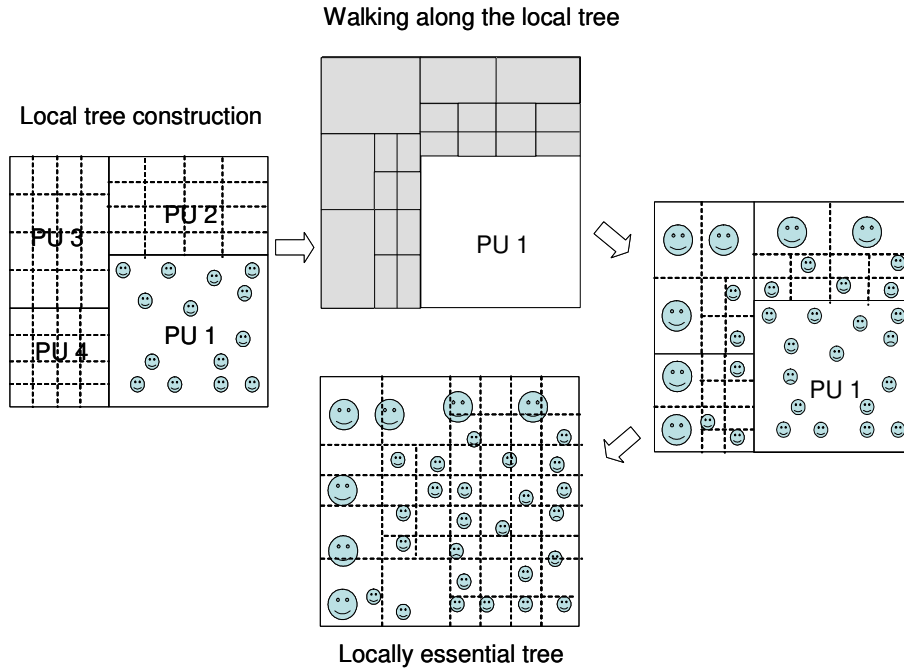 Walking along the local tree
Local tree construction
PU 2
PU 3
PU 1
PU 4
PU 1
PU 1
Locally essential tree